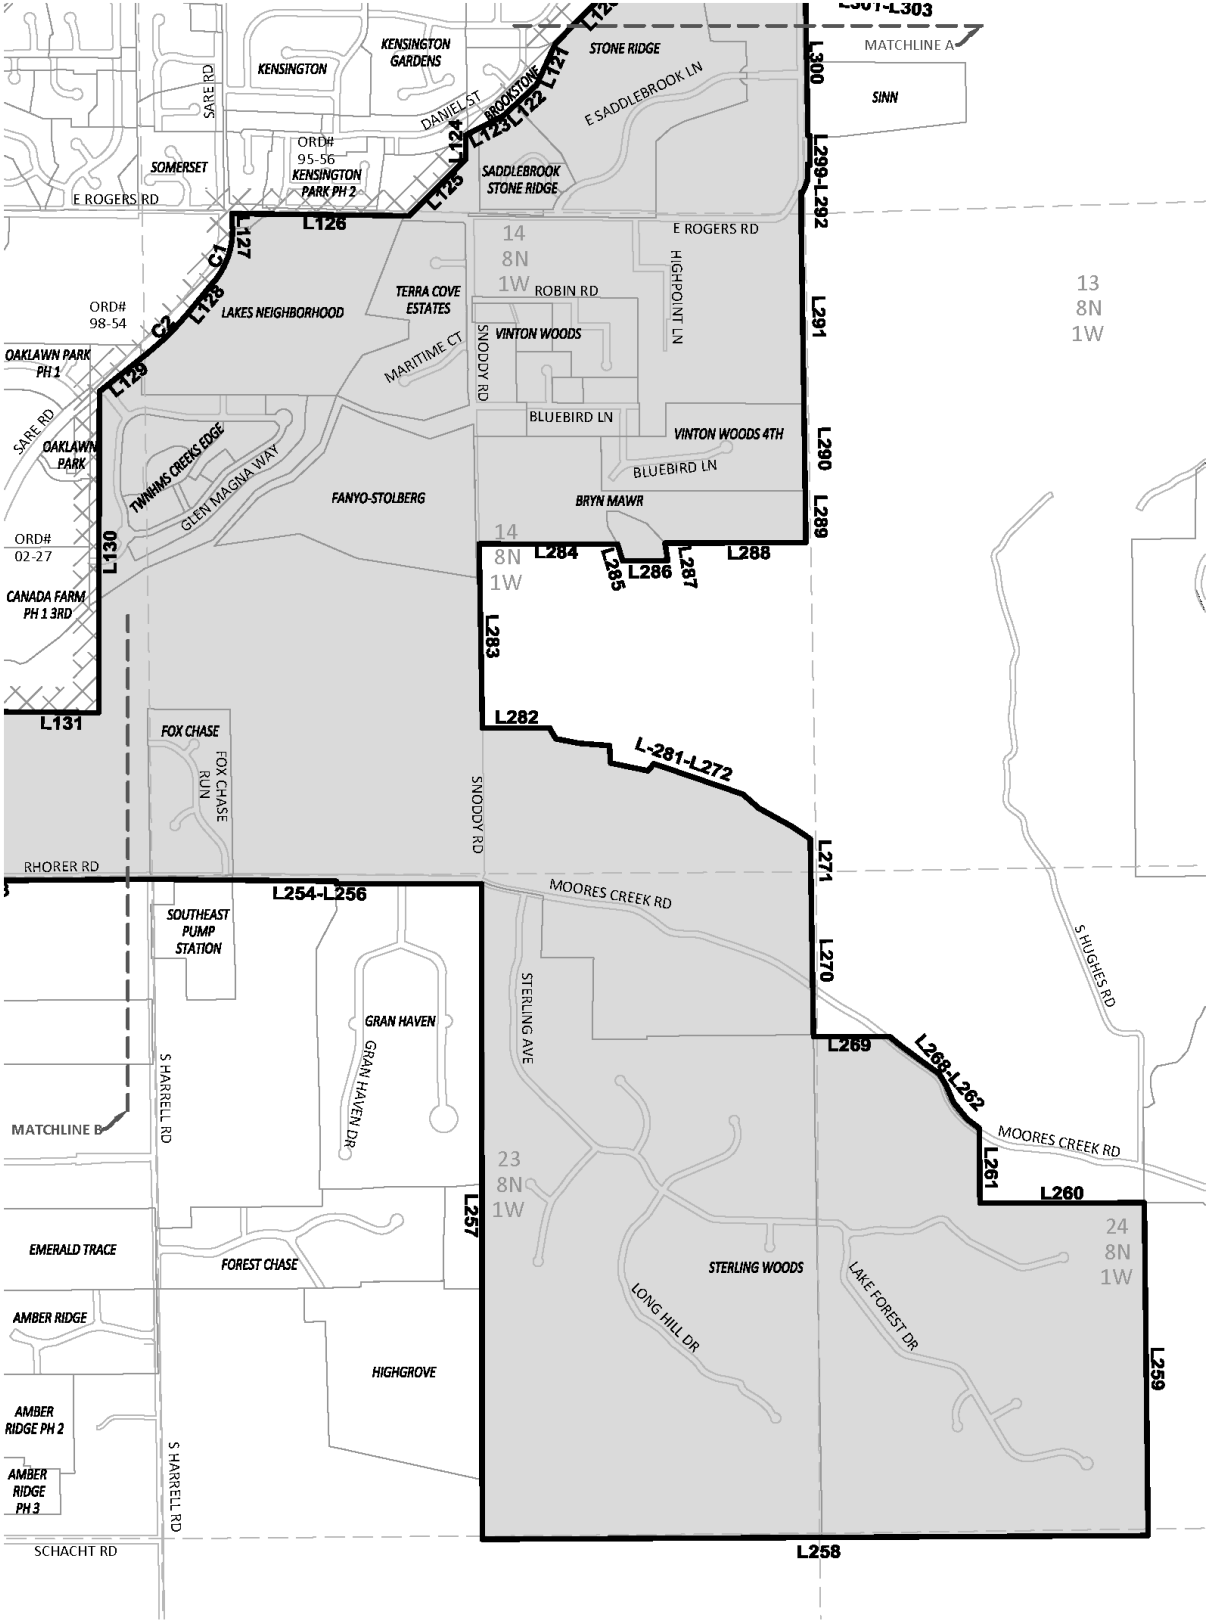 L301-L303
MATCHLINE A
KENSINGTON
GARDENS
STONE RIDGE
KENSINGTON
SARE RD
DANIEL ST
BROOKSTONE
L121
L122
L123
L124
L125
E SADDLEBROOK LN
L300
SINN
ORD#
95-56
KENSINGTON
PARK PH 2
SOMERSET
SADDLEBROOK
STONE RIDGE
L299-L292
E ROGERS RD
L126
L127
E ROGERS RD
14
8N
1W
C1
L128
ORD#
98-54
C2
L129
LAKES NEIGHBORHOOD
TERRA COVE
ESTATES
ROBIN RD
HIGHPOINT LN
13
8N
1W
L291
VINTON WOODS
SNODDY RD
MARITIME CT
OAKLAWN PARK
PH 1
SARE RD
OAKLAWN
PARK
BLUEBIRD LN
VINTON WOODS 4TH
BLUEBIRD LN
L290
TWNHMS CREEKS EDGE
GLEN MAGNA WAY
FANYO-STOLBERG
BRYN MAWR
L289
ORD#
02-27
L130
14
8N
1W
L284
L285
L286
L287
L288
CANADA FARM
PH 1 3RD
L283
L131
L282
FOX CHASE
FOX CHASE
RUN
L-281-L272
SNODDY RD
RHORER RD
L271
L254-L256
MOORES CREEK RD
SOUTHEAST
PUMP
STATION
L270
S HUGHES RD
STERLING AVE
GRAN HAVEN
GRAN HAVEN DR
L269
L268-L262
S HARRELL RD
MATCHLINE B
MOORES CREEK RD
L261
L260
23
8N
1W
L257
24
8N
1W
EMERALD TRACE
FOREST CHASE
STERLING WOODS
LONG HILL DR
LAKE FOREST DR
AMBER RIDGE
HIGHGROVE
L259
AMBER
RIDGE PH 2
AMBER
RIDGE
PH 3
S HARRELL RD
SCHACHT RD
L258